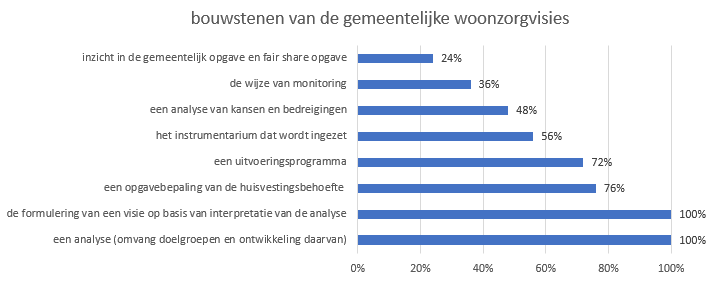 bouwstenen van de gemeentelijke woonzorgvisies
inzicht in de gemeentelijk opgave en fair share opgave 24%
de wijze van monitoring 36%
een analyse van kansen en bedreigingen 48%
het instrumentarium dat wordt ingezet 56%
een uitvoeringsprogramma 72%
een opgavebepaling van de huisvestingsbehoefte 76%
de formulering van een visie op basis van interpretatie van de analyse 100%
een analyse (omvang doelgroepen en ontwikkeling daarvan) 100%
0% 20% 40% 60% 80% 100%